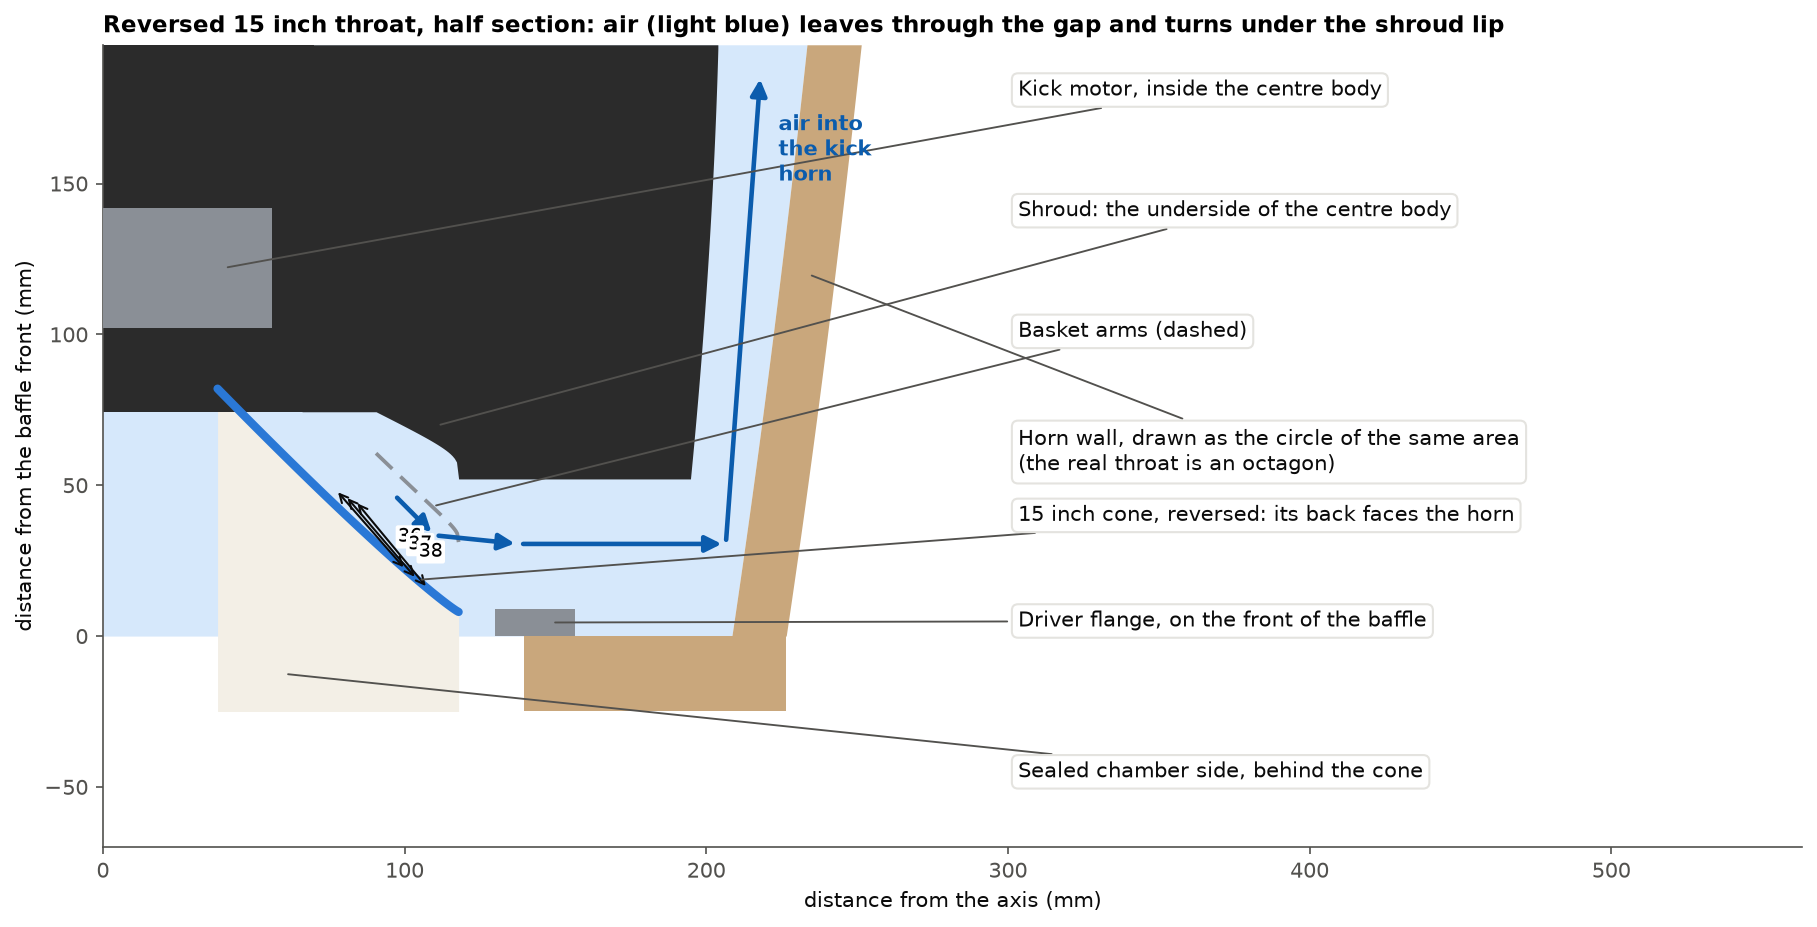 Reversed 15 inch throat, half section: air (light blue) leaves through the gap and turns under the shroud lip
Kick motor, inside the centre body
air into
the kick
horn
Shroud: the underside of the centre body
Basket arms (dashed)
Horn wall, drawn as the circle of the same area
(the real throat is an octagon)
15 inch cone, reversed: its back faces the horn
36
37
38
Driver flange, on the front of the baffle
Sealed chamber side, behind the cone
distance from the baffle front (mm)
150
100
50
0
−50
0 100 200 300 400 500
distance from the axis (mm)